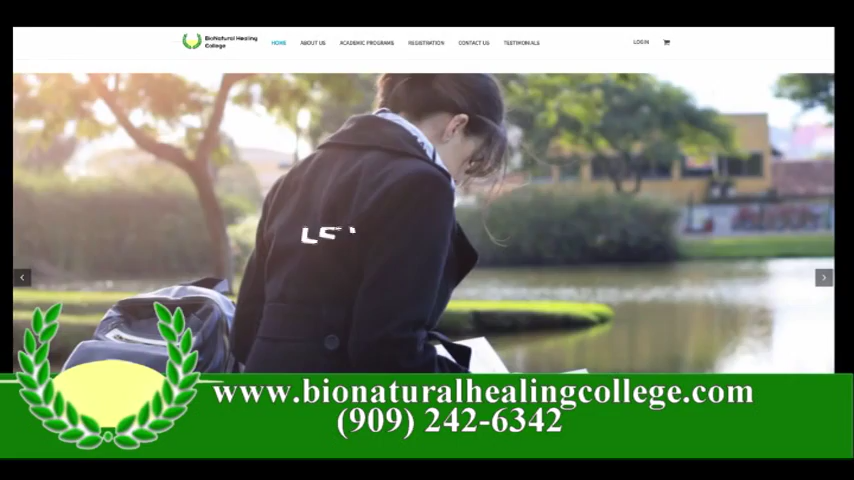 BioNatural Healing
College
HOME ABOUT US ACADEMIC PROGRAMS REGISTRATION CONTACT US TESTIMONIALS LOGIN
www.bionaturalhealingcollege.com
(909) 242-6342